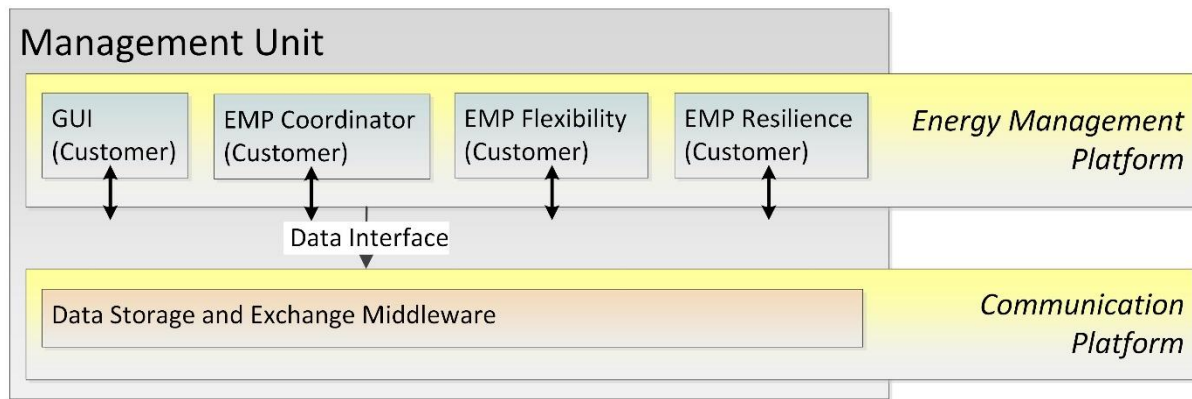 Management Unit
GUI
(Customer)
EMP Coordinator
(Customer)
EMP Flexibility
(Customer)
EMP Resilience
(Customer)
Energy Management
Platform
Data Interface
Data Storage and Exchange Middleware
Communication
Platform